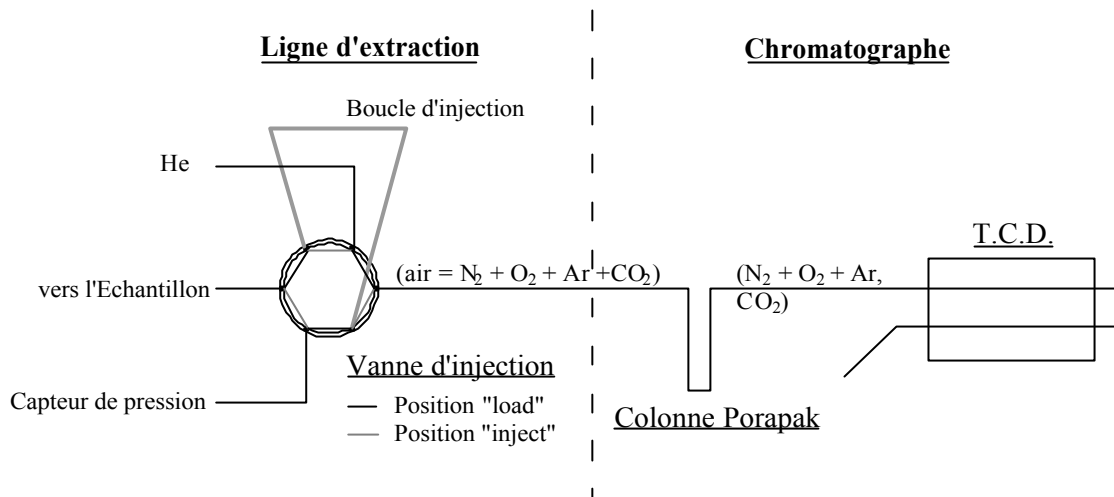 Ligne d'extraction
Chromatographe
Boucle d'injection
He
T.C.D.
vers l'Echantillon
(air = N2 + O2 + Ar +CO2)
(N2 + O2 + Ar,
CO2)
Vanne d'injection
Position "load"
Position "inject"
Capteur de pression
Colonne Porapak